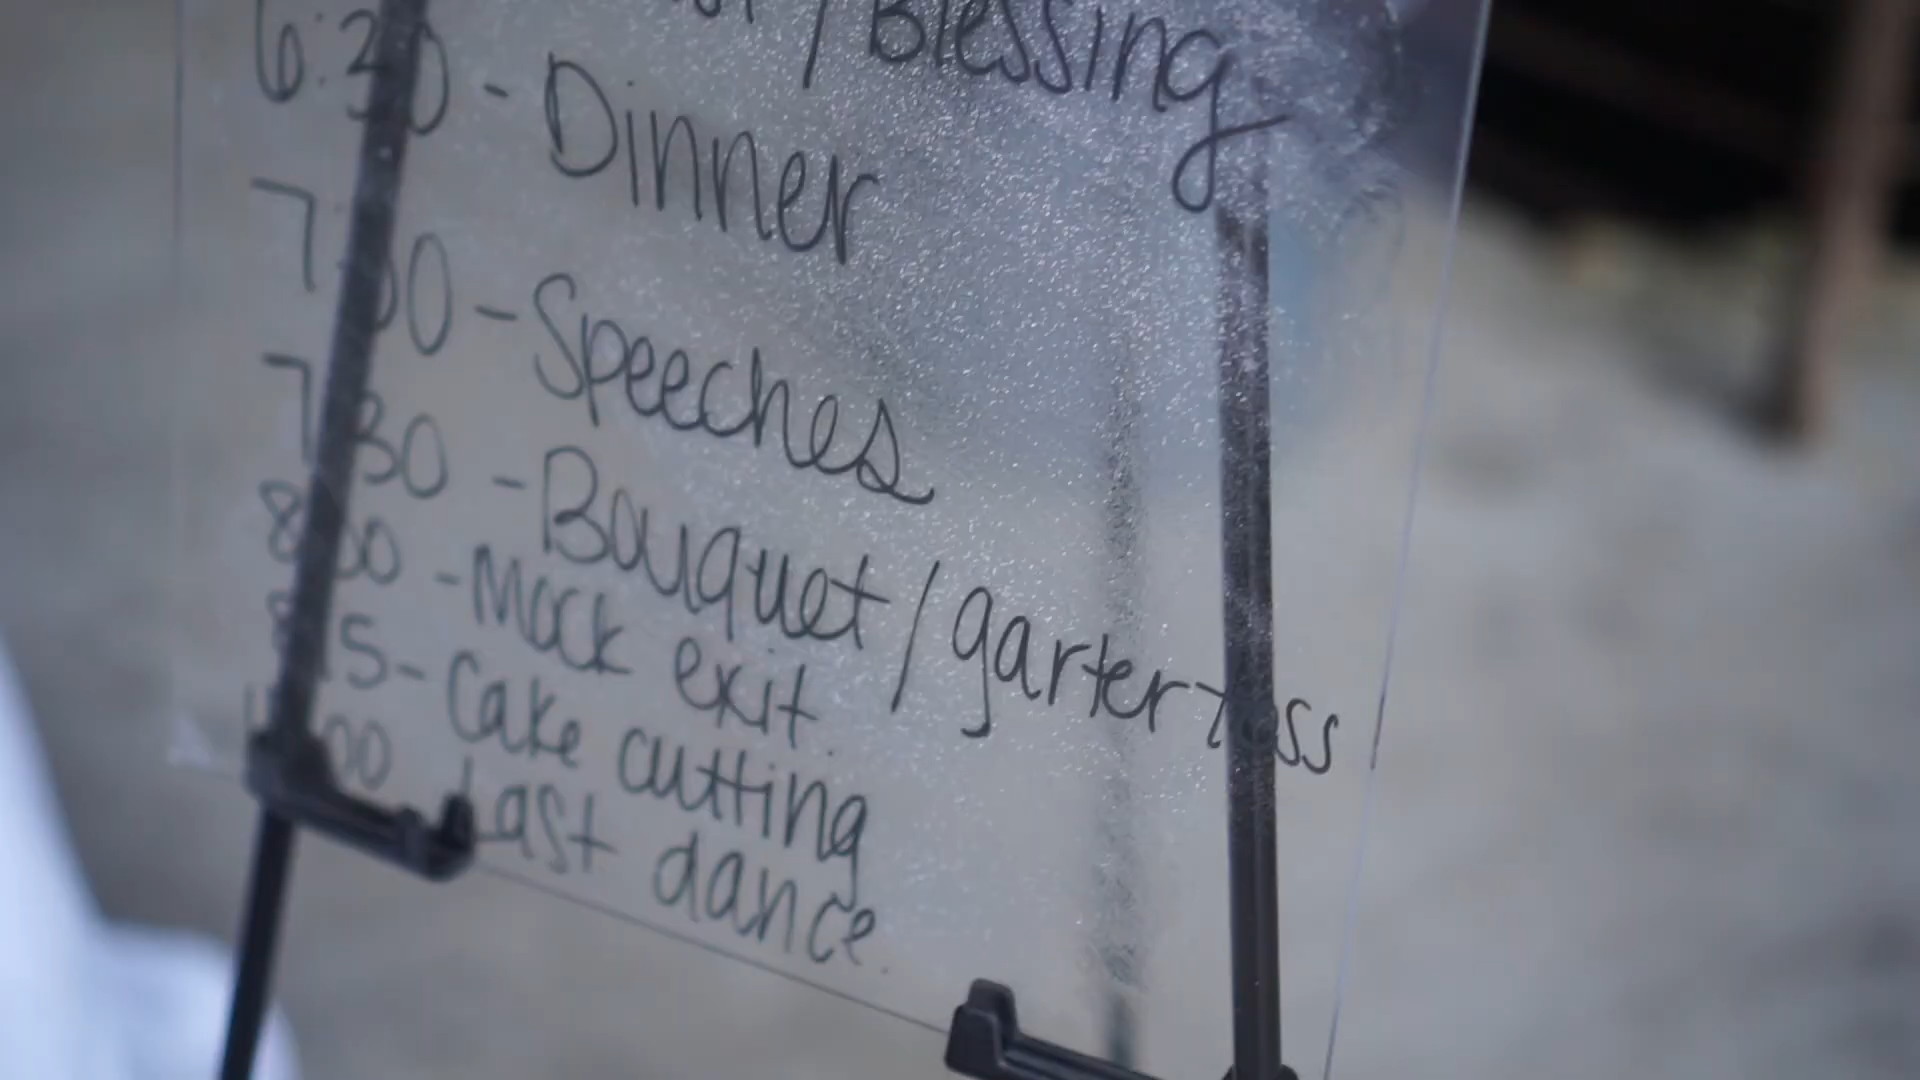 /Blessing
6:30 - Dinner
7:00 - Speeches
7:30 - Bouquet/garter toss
8:00 - Mock exit.
8:15 - Cake cutting
Last dance.